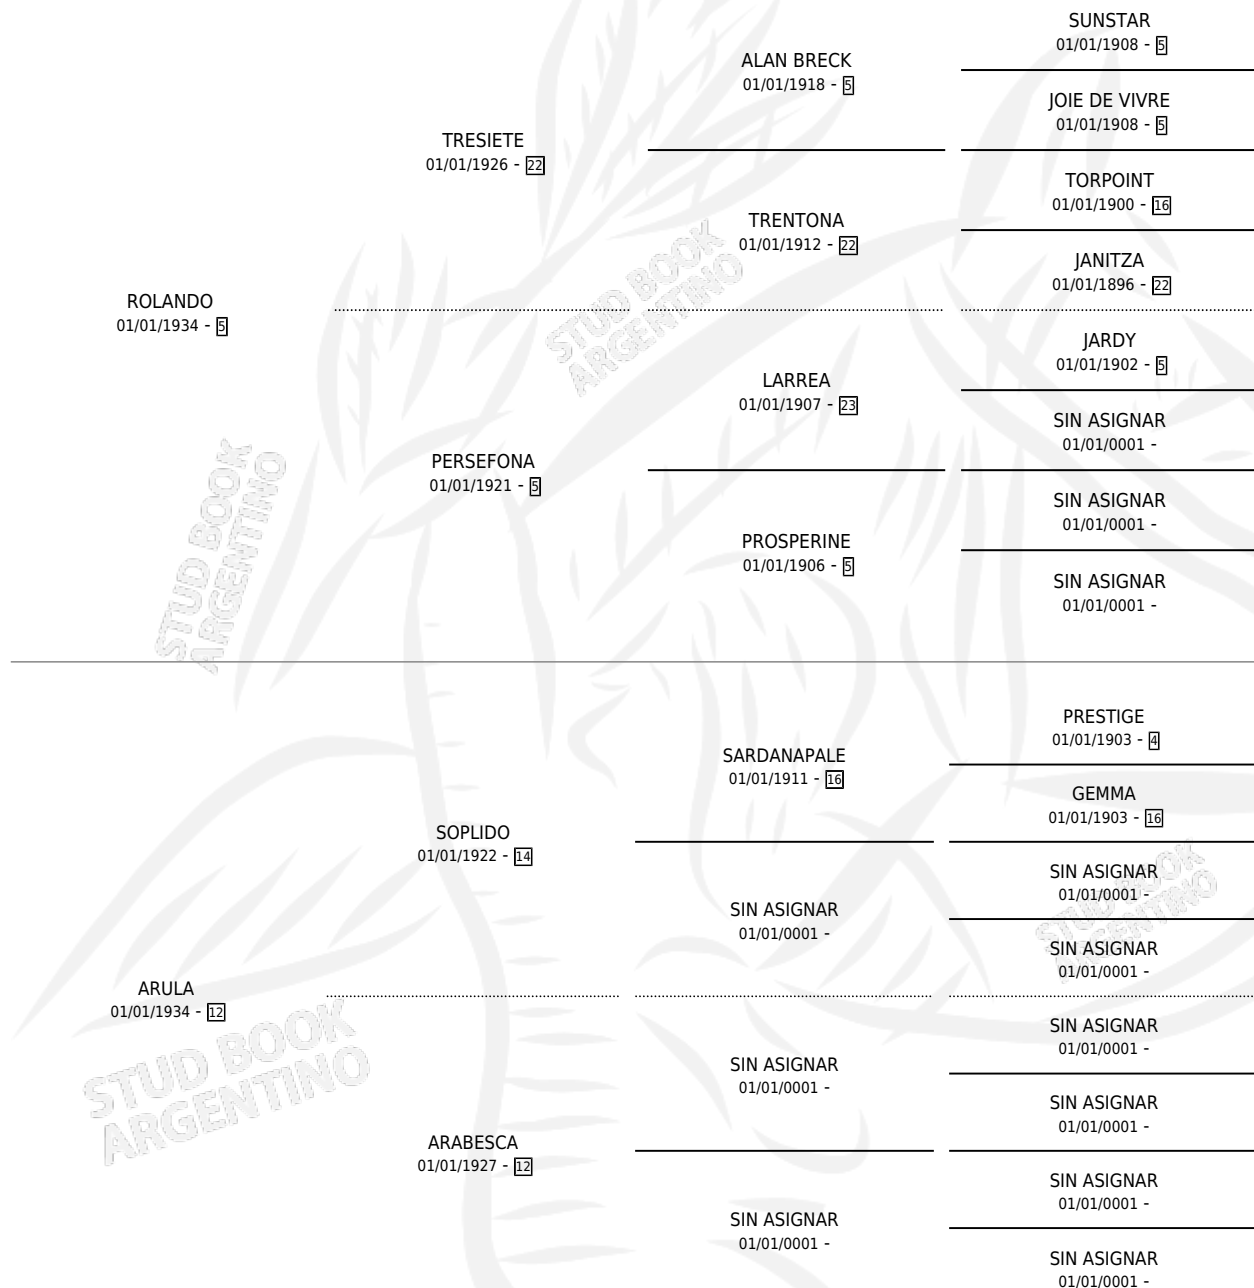 SUNSTAR
01/01/1908 - 5
ALAN BRECK
01/01/1918 - 5
JOIE DE VIVRE
01/01/1908 - 5
TRESIETE
01/01/1926 - 22
TORPOINT
01/01/1900 - 16
TRENTONA
01/01/1912 - 22
JANITZA
01/01/1896 - 22
ROLANDO
01/01/1934 - 5
STUD BOOK
ARGENTINO
JARDY
01/01/1902 - 5
LARREA
01/01/1907 - 23
SIN ASIGNAR
01/01/0001 -
PERSEFONA
01/01/1921 - 5
SIN ASIGNAR
01/01/0001 -
PROSPERINE
01/01/1906 - 5
SIN ASIGNAR
01/01/0001 -
STUD BOOK
ARGENTINO
PRESTIGE
01/01/1903 - 4
SARDANAPALE
01/01/1911 - 16
GEMMA
01/01/1903 - 16
SOPLIDO
01/01/1922 - 14
SIN ASIGNAR
01/01/0001 -
SIN ASIGNAR
01/01/0001 -
SIN ASIGNAR
01/01/0001 -
STUD BOOK
ARGENTINO
ARULA
01/01/1934 - 12
SIN ASIGNAR
01/01/0001 -
SIN ASIGNAR
01/01/0001 -
SIN ASIGNAR
01/01/0001 -
STUD BOOK
ARGENTINO
ARABESCA
01/01/1927 - 12
SIN ASIGNAR
01/01/0001 -
SIN ASIGNAR
01/01/0001 -
SIN ASIGNAR
01/01/0001 -